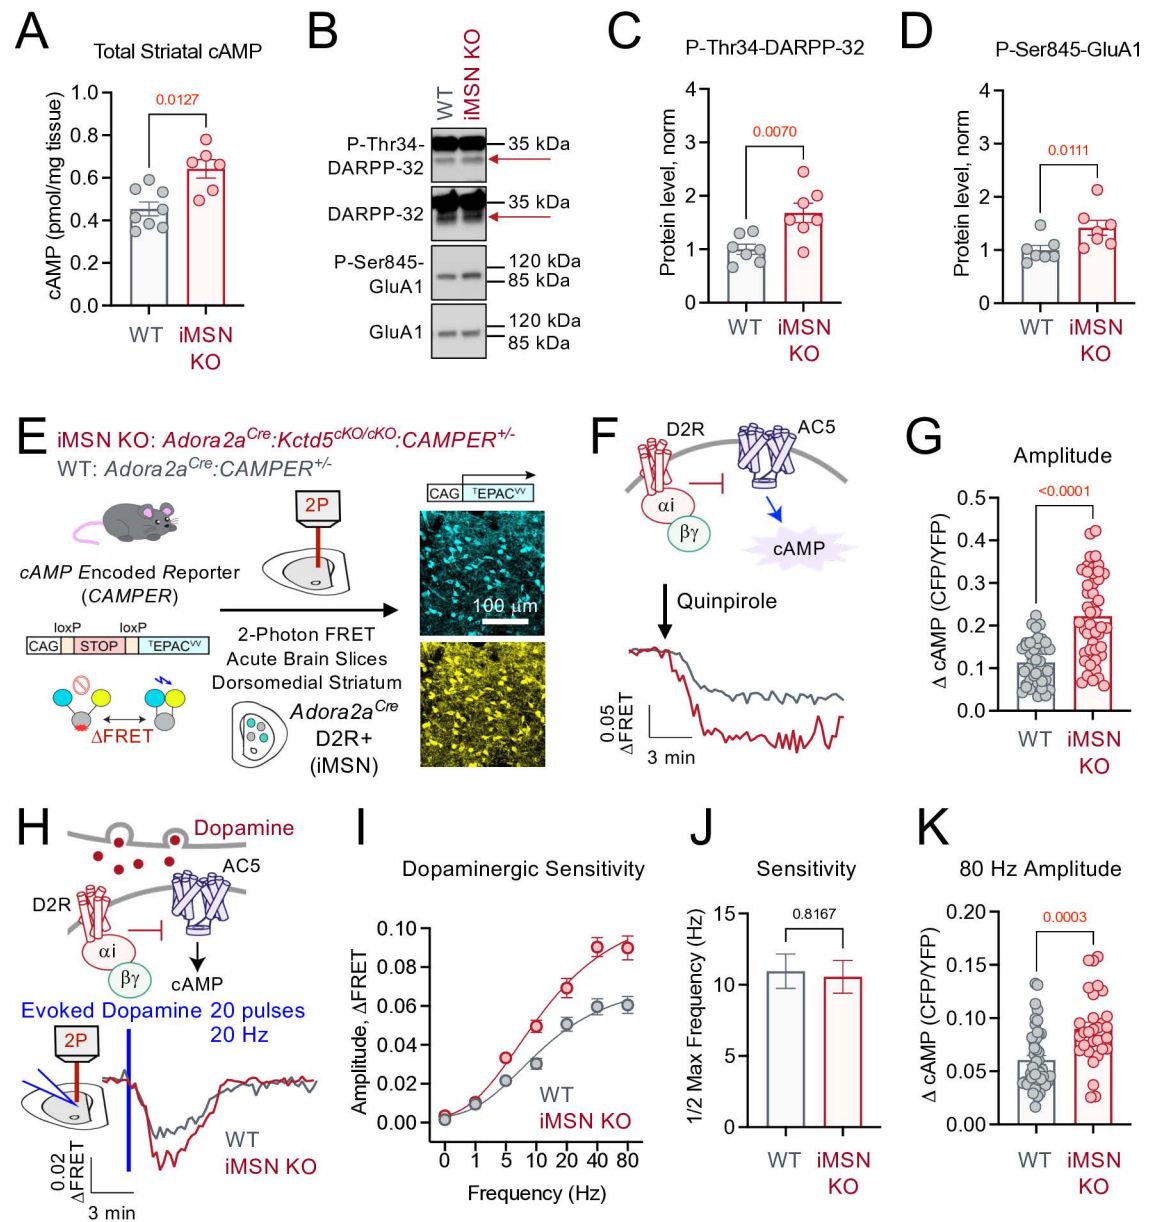 A
Total Striatal cAMP
cAMP (pmol/mg tissue)
1.0
0.8
0.6
0.4
0.2
0.0
0.0127
WT
iMSN
KO
B
WT
iMSN KO
P-Thr34-
DARPP-32
35 kDa
DARPP-32
35 kDa
P-Ser845-
GluA1
120 kDa
85 kDa
GluA1
120 kDa
85 kDa
C
P-Thr34-DARPP-32
Protein level, norm
4
3
2
1
0
0.0070
WT
iMSN
KO
D
P-Ser845-GluA1
Protein level, norm
4
3
2
1
0
0.0111
WT
iMSN
KO
E
iMSN KO: Adora2aCre:Kctd5cKO/cKO:CAMPER+/-
WT: Adora2aCre:CAMPER+/-
2P
cAMP Encoded Reporter
(CAMPER)
loxP loxP
CAG STOP TEPACVV
ΔFRET
2-Photon FRET
Acute Brain Slices
Dorsomedial Striatum
Adora2aCre
D2R+
(iMSN)
CAG TEPACVV
100 μm
F
D2R
AC5
αi
βγ
cAMP
Quinpirole
0.05
ΔFRET
3 min
G
Amplitude
Δ cAMP (CFP/YFP)
0.5
0.4
0.3
0.2
0.1
0.0
<0.0001
WT
iMSN
KO
H
Dopamine
AC5
D2R
αi
βγ
cAMP
Evoked Dopamine 20 pulses
20 Hz
2P
WT
iMSN KO
0.02
ΔFRET
3 min
I
Dopaminergic Sensitivity
Amplitude, ΔFRET
0.10
0.08
0.06
0.04
0.02
0.00
WT
iMSN KO
0 1 5 10 20 40 80
Frequency (Hz)
J
Sensitivity
1/2 Max Frequency (Hz)
15
10
5
0
0.8167
WT
iMSN
KO
K
80 Hz Amplitude
Δ cAMP (CFP/YFP)
0.20
0.15
0.10
0.05
0.00
0.0003
WT
iMSN
KO